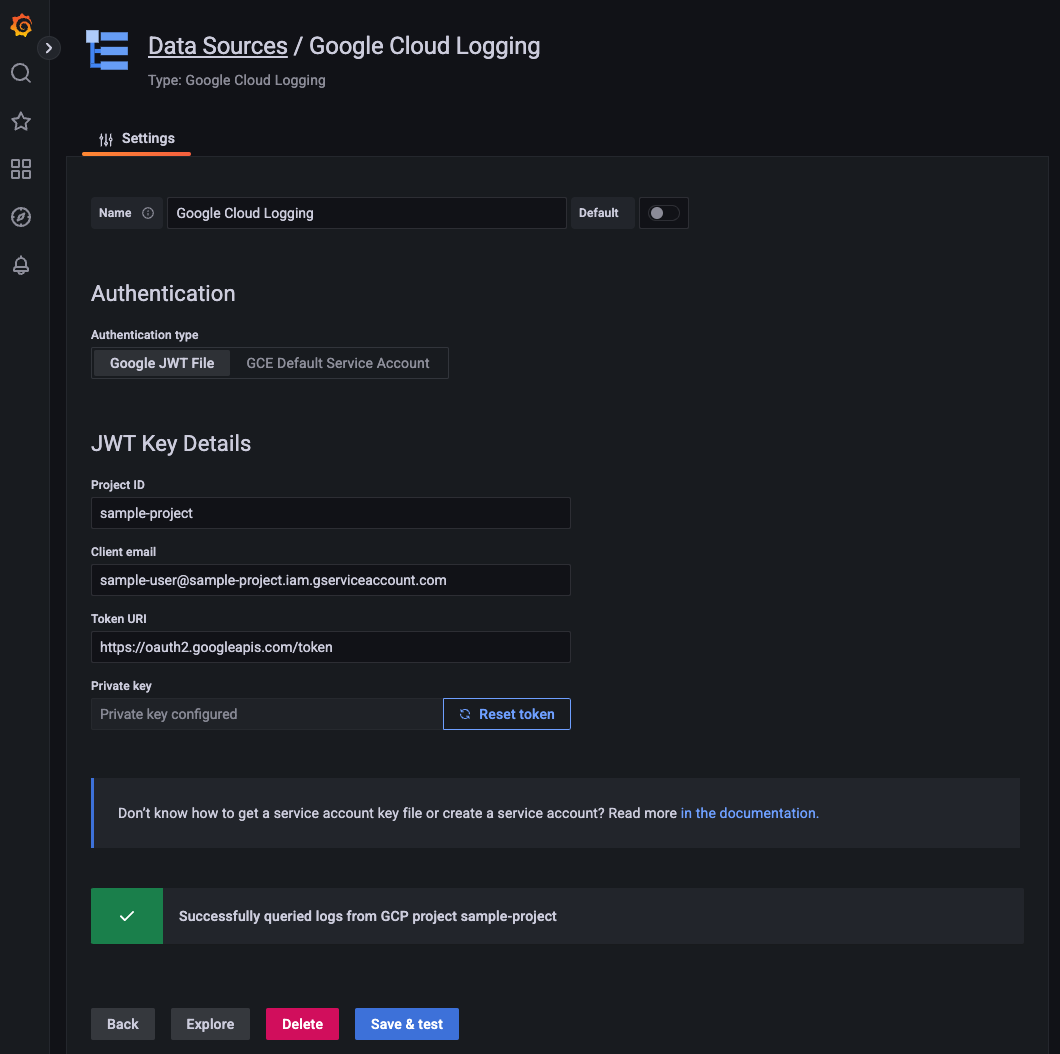 Data Sources / Google Cloud Logging
Type: Google Cloud Logging
Settings
Name Google Cloud Logging Default
Authentication
Authentication type
Google JWT File GCE Default Service Account
JWT Key Details
Project ID
sample-project
Client email
sample-user@sample-project.iam.gserviceaccount.com
Token URI
https://oauth2.googleapis.com/token
Private key
Private key configured Reset token
Don’t know how to get a service account key file or create a service account? Read more in the documentation.
Successfully queried logs from GCP project sample-project
Back Explore Delete Save & test